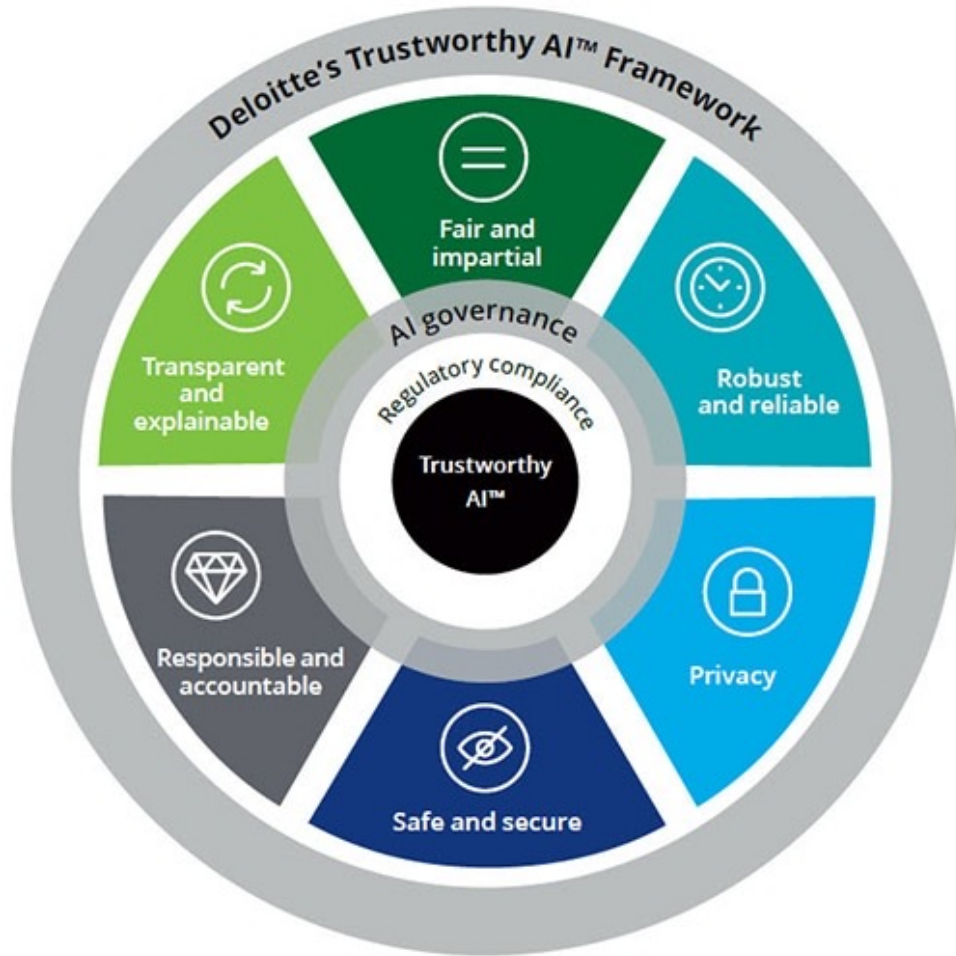 Deloitte's Trustworthy AI™ Framework
Fair and
impartial
Robust
and reliable
Privacy
Safe and secure
Responsible and
accountable
Transparent
and
explainable
AI governance
Regulatory compliance
Trustworthy
AI™